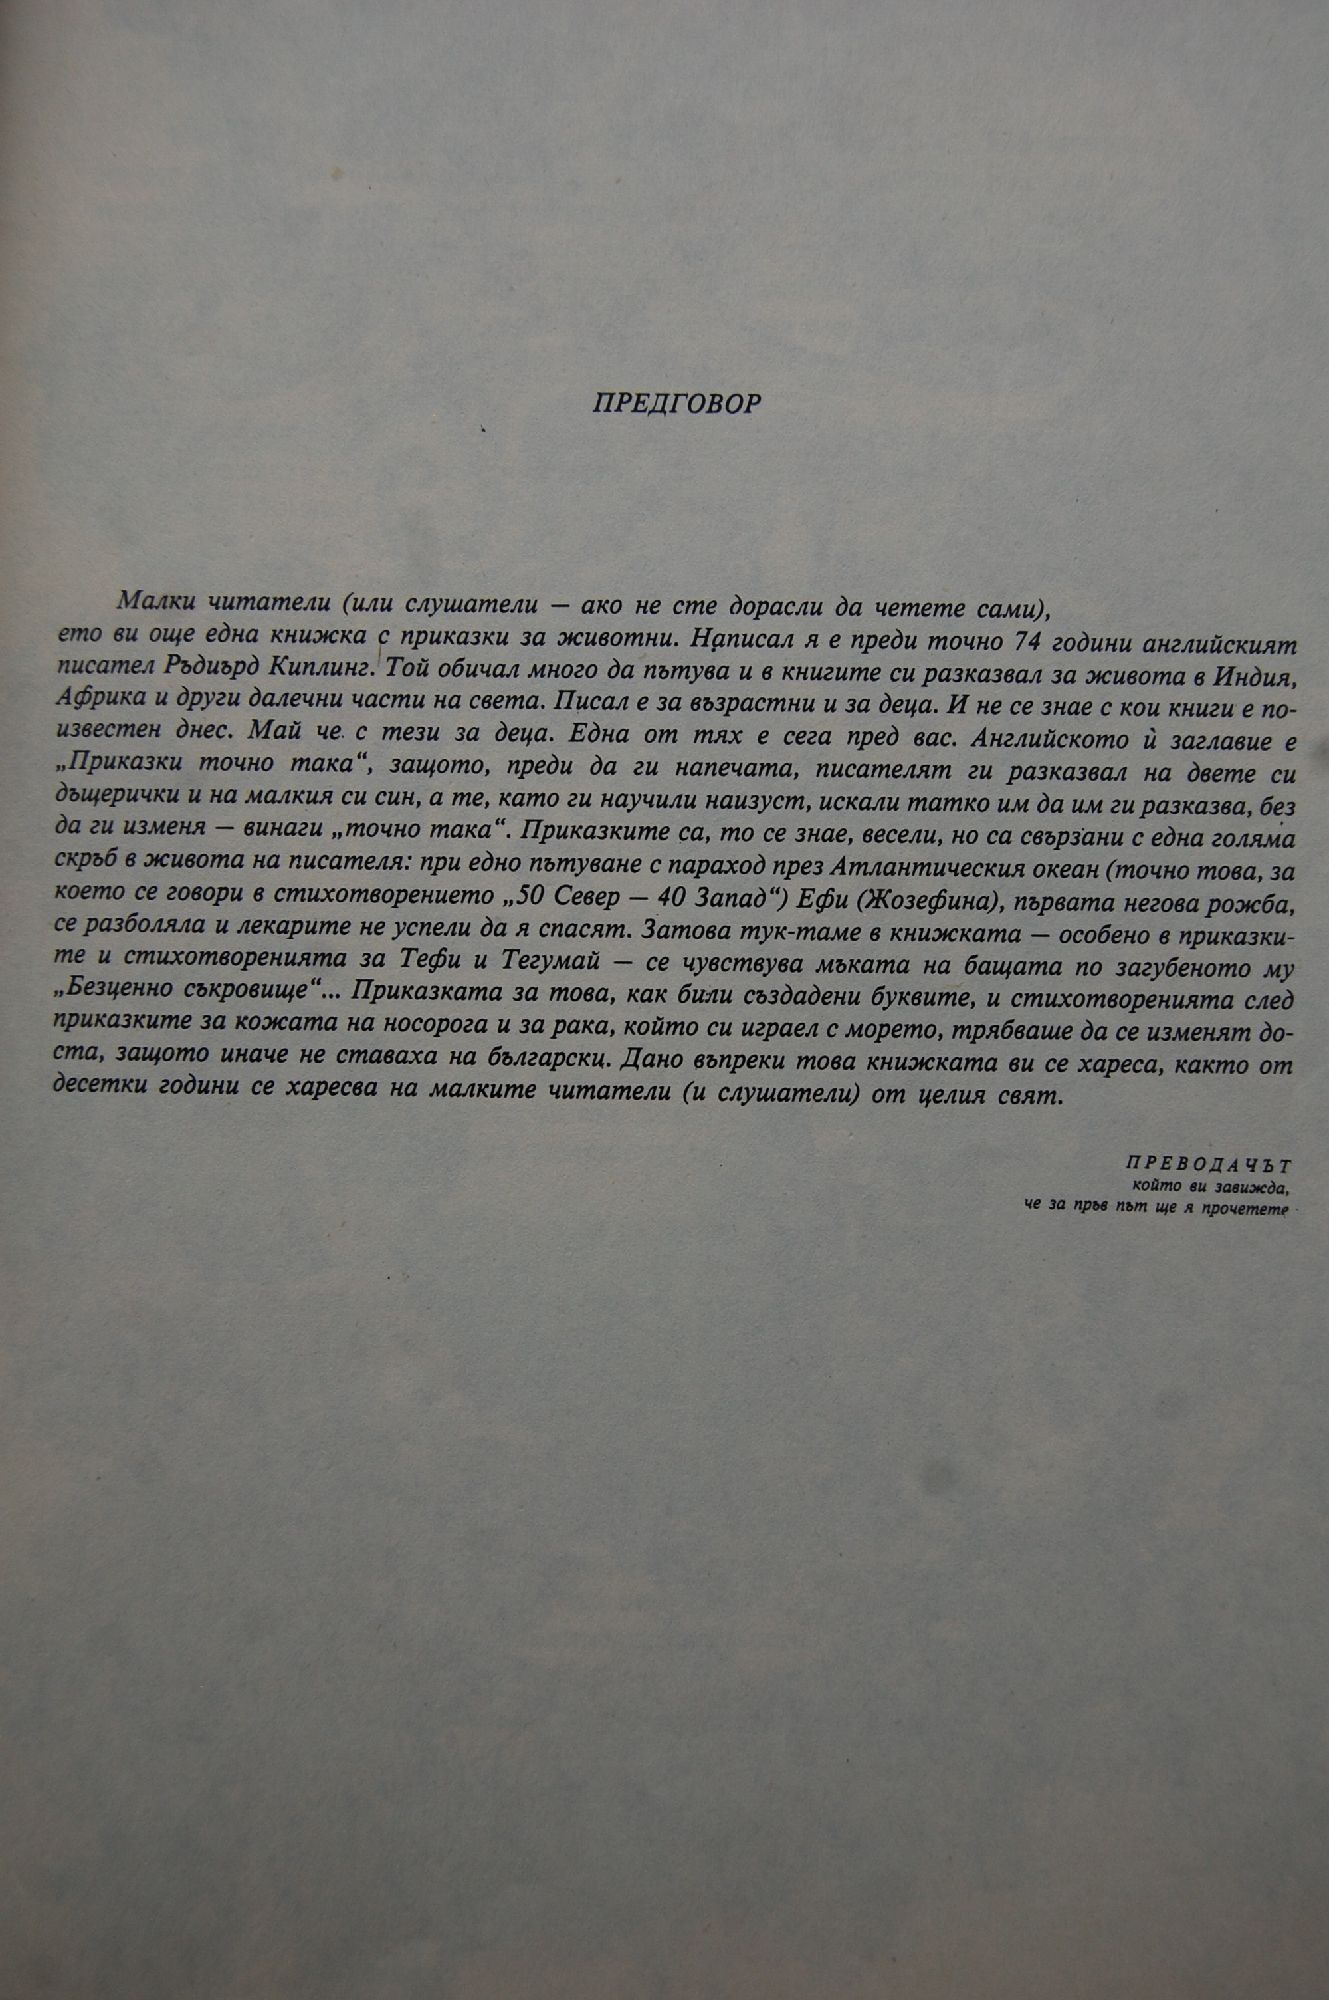 ПРЕДГОВОР
Малки читатели (или слушатели — ако не сте дорасли да четете сами),
ето ви още една книжка с приказки за животни. Написал я е преди точно 74 години английският
писател Ръдиърд Киплинг. Той обичал много да пътува и в книгите си разказвал за живота в Индия,
Африка и други далечни части на света. Писал е за възрастни и за деца. И не се знае с кои книги е по-
известен днес. Май че с тези за деца. Една от тях е сега пред вас. Английското ѝ заглавие е
„Приказки точно така“, защото, преди да ги напечата, писателят ги разказвал на двете си
дъщерички и на малкия си син, а те, като ги научили наизуст, искали татко им да им ги разказва, без
да ги изменя — винаги „точно така“. Приказките са, то се знае, весели, но са свързани с една голяма
скръб в живота на писателя: при едно пътуване с параход през Атлантическия океан (точно това, за
което се говори в стихотворението „50 Север — 40 Запад“) Ефи (Жозефина), първата негова рожба,
се разболяла и лекарите не успели да я спасят. Затова тук-таме в книжката — особено в приказки-
те и стихотворенията за Тефи и Тегумай — се чувствува мъката на бащата по загубеното му
„Безценно съкровище“... Приказката за това, как били създадени буквите, и стихотворенията след
приказките за кожата на носорога и за рака, който си играел с морето, трябваше да се изменят до-
ста, защото иначе не ставаха на български. Дано въпреки това книжката ви се хареса, както от
десетки години се харесва на малките читатели (и слушатели) от целия свят.
ПРЕВОДАЧЪТ
който ви завижда,
че за пръв път ще я прочетете